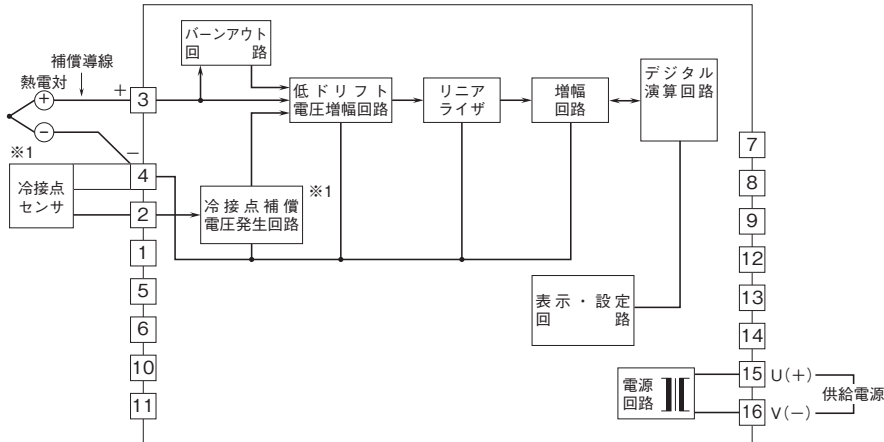 バーンアウト
回　　路
補償導線
熱電対
+
+
3
−
−
※1
4
冷接点
センサ
2
1
5
6
10
11
低ドリフト
電圧増幅回路
リニア
ライザ
増幅
回路
デジタル
演算回路
冷接点補償
電圧発生回路
※1
表示・設定
回　　路
電源
回路
7
8
9
12
13
14
15
U(+)
16
V(−)
供給電源